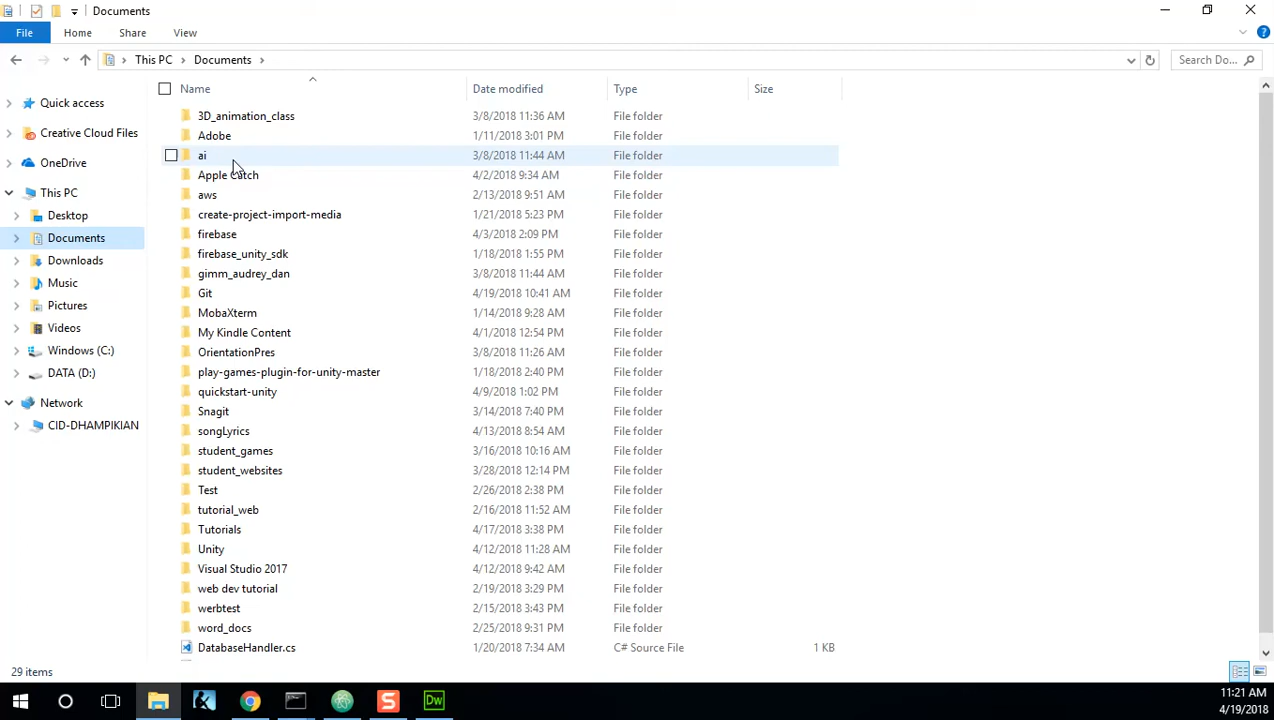 Documents
File Home Share View
This PC Documents Search Do...
Name Date modified Type Size
Quick access
Creative Cloud Files
OneDrive
This PC
Desktop
Documents
Downloads
Music
Pictures
Videos
Windows (C:)
DATA (D:)
Network
CID-DHAMPIKIAN
3D_animation_class 3/8/2018 11:36 AM File folder
Adobe 1/11/2018 3:01 PM File folder
ai 3/8/2018 11:44 AM File folder
Apple Catch 4/2/2018 9:34 AM File folder
aws 2/13/2018 9:51 AM File folder
create-project-import-media 1/21/2018 5:23 PM File folder
firebase 4/3/2018 2:09 PM File folder
firebase_unity_sdk 1/18/2018 1:55 PM File folder
gimm_audrey_dan 3/8/2018 11:44 AM File folder
Git 4/19/2018 10:41 AM File folder
MobaXterm 1/14/2018 9:28 AM File folder
My Kindle Content 4/1/2018 12:54 PM File folder
OrientationPres 3/8/2018 11:26 AM File folder
play-games-plugin-for-unity-master 1/18/2018 2:40 PM File folder
quickstart-unity 4/9/2018 1:02 PM File folder
Snagit 3/14/2018 7:40 PM File folder
songLyrics 4/13/2018 8:54 AM File folder
student_games 3/16/2018 10:16 AM File folder
student_websites 3/28/2018 12:14 PM File folder
Test 2/26/2018 2:38 PM File folder
tutorial_web 2/16/2018 11:52 AM File folder
Tutorials 4/17/2018 3:38 PM File folder
Unity 4/12/2018 11:28 AM File folder
Visual Studio 2017 4/12/2018 9:42 AM File folder
web dev tutorial 2/19/2018 3:29 PM File folder
werbtest 2/15/2018 3:43 PM File folder
word_docs 2/25/2018 9:31 PM File folder
DatabaseHandler.cs 1/20/2018 7:34 AM C# Source File 1 KB
29 items
S Dw
11:21 AM
4/19/2018